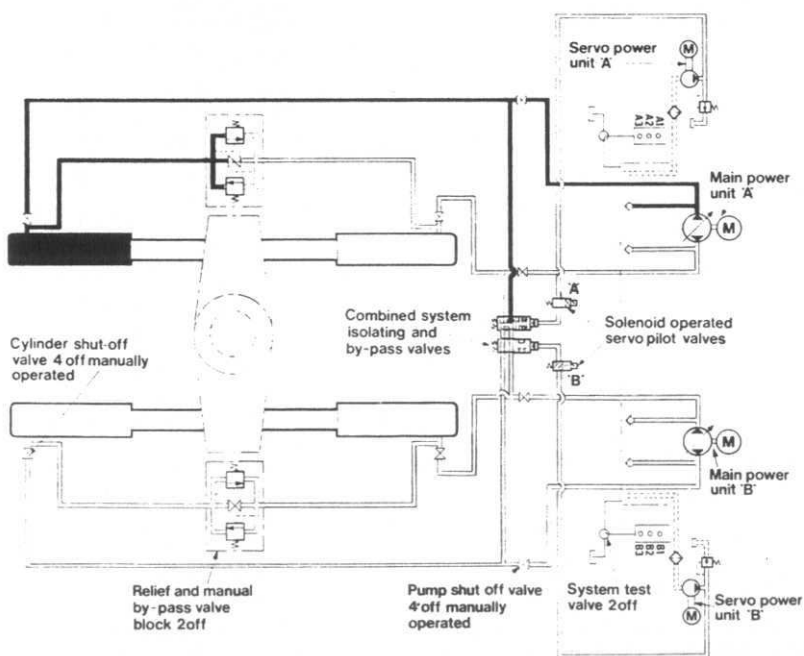 Servo power
unit 'A'
M
A3 A2 A1
Main power
unit 'A'
M
'A'
Combined system
isolating and
by-pass valves
Solenoid operated
servo pilot valves
Cylinder shut-off
valve 4 off manually
operated
'B'
M
Main power
unit 'B'
B3 B2 B1
Relief and manual
by-pass valve
block 2off
Pump shut off valve
4 off manually
operated
System test
valve 2off
M
Servo power
unit 'B'